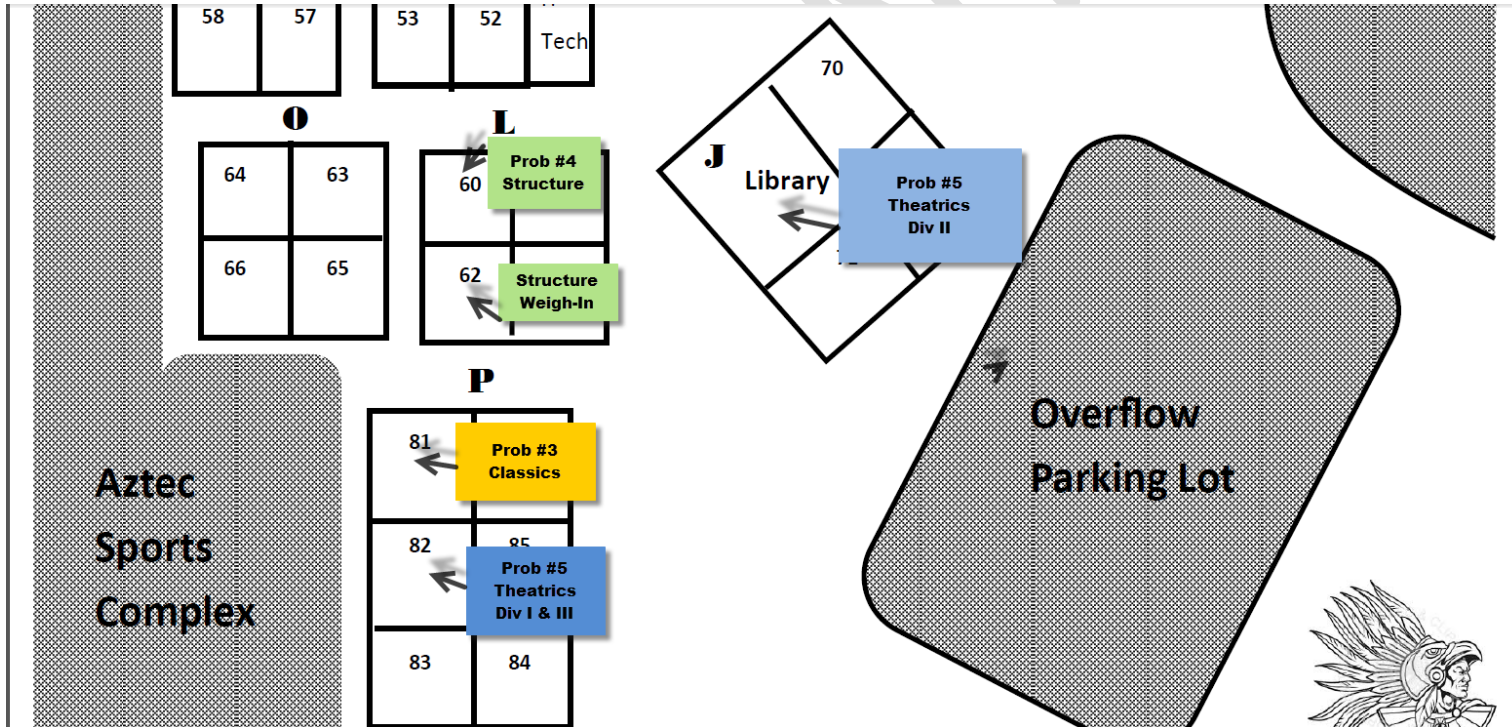 58
57
53
52
Tech
70
O
L
64
63
60
Prob #4
Structure
J
Library
Prob #5
Theatrics
Div II
66
65
62
Structure
Weigh-In
P
81
Prob #3
Classics
82
85
Prob #5
Theatrics
Div I & III
83
84
Aztec
Sports
Complex
Overflow
Parking Lot